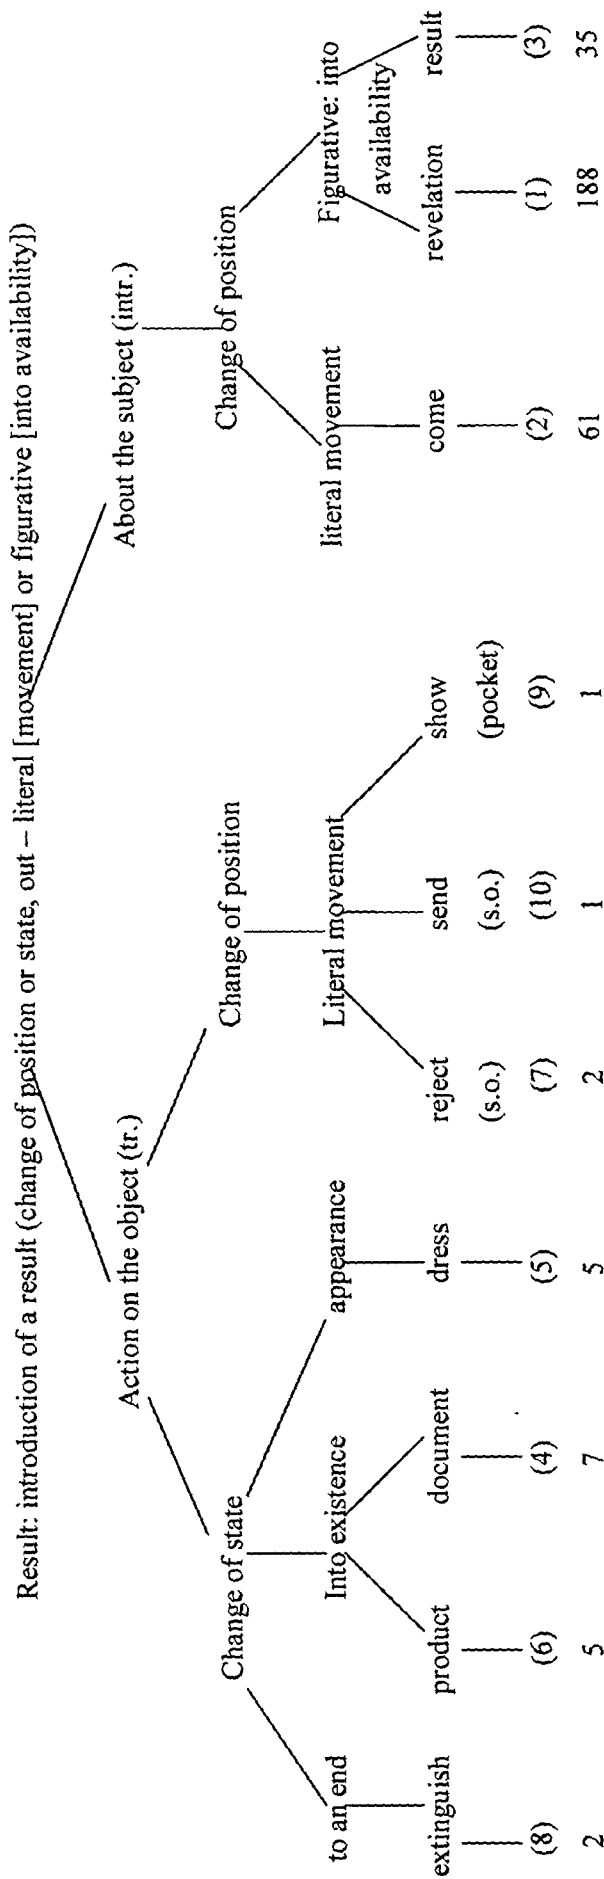 Result: introduction of a result (change of position or state, out – literal [movement] or figurative [into availability])
Action on the object (tr.)
About the subject (intr.)
Change of state
Change of position
Change of position
to an end
Into existence
appearance
Literal movement
literal movement
Figurative: into
availability
extinguish
product
document
dress
reject
send
show
come
revelation
result
(s.o.)
(s.o.)
(pocket)
(8)
(6)
(4)
(5)
(7)
(10)
(9)
(2)
(1)
(3)
2
5
7
5
2
1
1
61
188
35